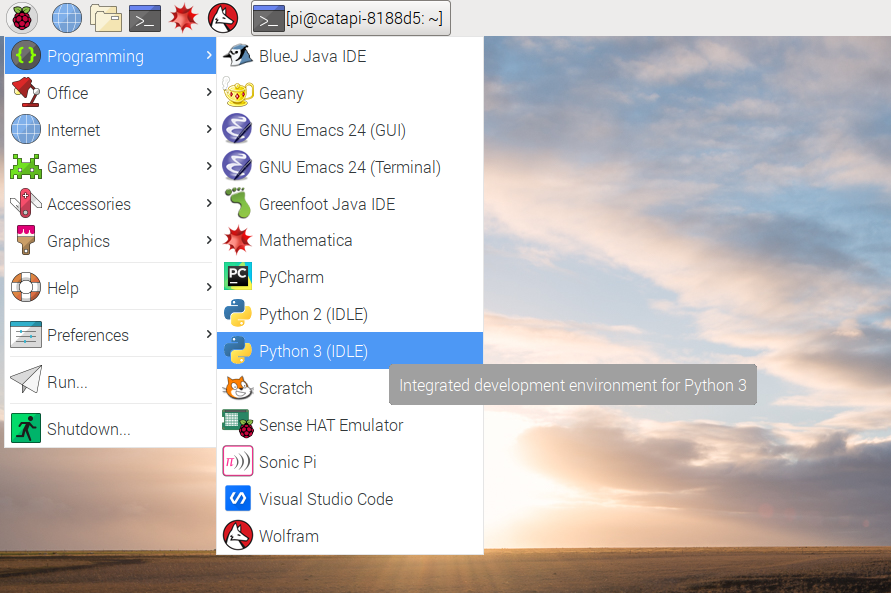 [pi@catapi-8188d5: ~]
Programming
Office
Internet
Games
Accessories
Graphics
Help
Preferences
Run...
Shutdown...
BlueJ Java IDE
Geany
GNU Emacs 24 (GUI)
GNU Emacs 24 (Terminal)
Greenfoot Java IDE
Mathematica
PC
PyCharm
Python 2 (IDLE)
Python 3 (IDLE)
Integrated development environment for Python 3
Scratch
Sense HAT Emulator
π)))
Sonic Pi
Visual Studio Code
Wolfram